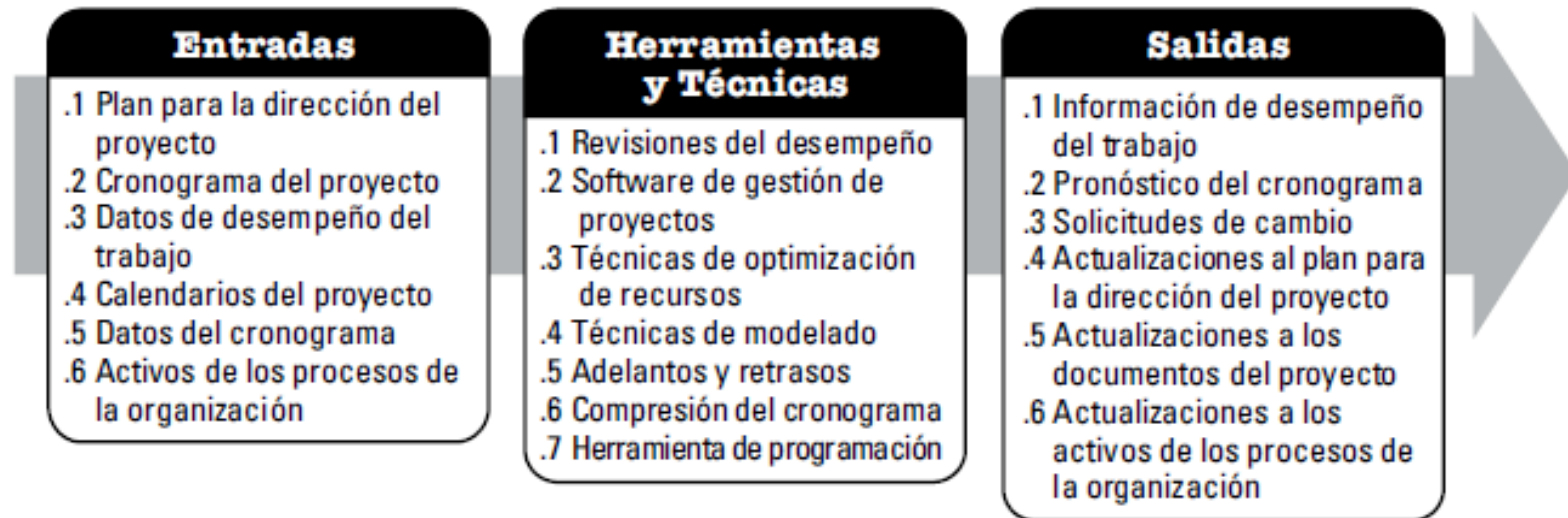 Entradas
.1 Plan para la dirección del
proyecto
.2 Cronograma del proyecto
.3 Datos de desempeño del
trabajo
.4 Calendarios del proyecto
.5 Datos del cronograma
.6 Activos de los procesos de
la organización
Herramientas
y Técnicas
.1 Revisiones del desempeño
.2 Software de gestión de
proyectos
.3 Técnicas de optimización
de recursos
.4 Técnicas de modelado
.5 Adelantos y retrasos
.6 Compresión del cronograma
.7 Herramienta de programación
Salidas
.1 Información de desempeño
del trabajo
.2 Pronóstico del cronograma
.3 Solicitudes de cambio
.4 Actualizaciones al plan para
la dirección del proyecto
.5 Actualizaciones a los
documentos del proyecto
.6 Actualizaciones a los
activos de los procesos de
la organización